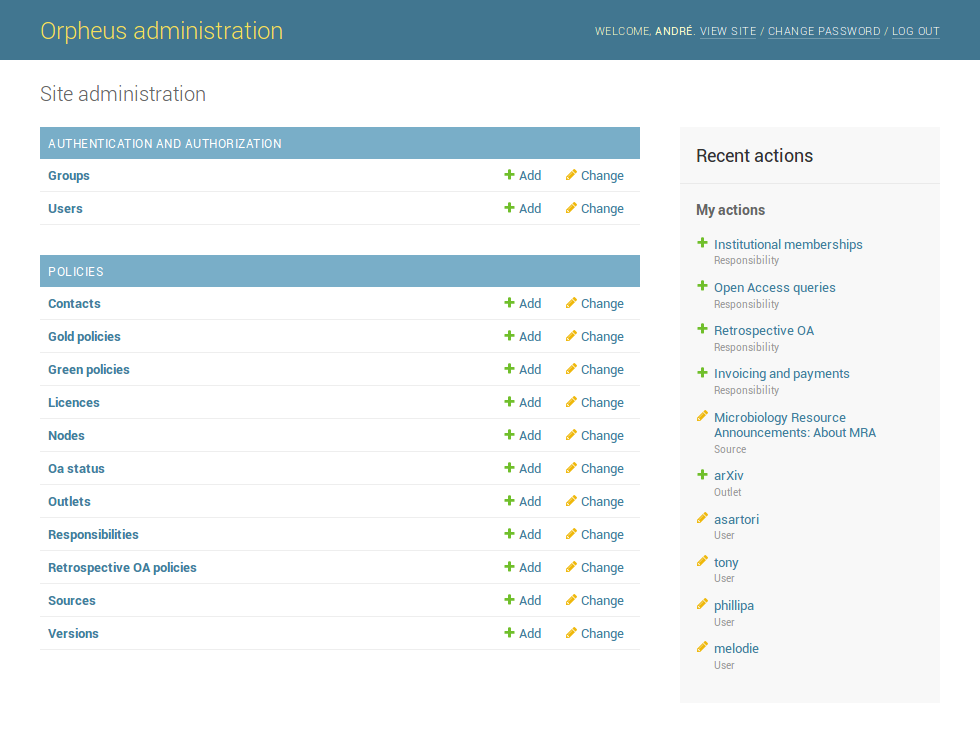 Orpheus administration
WELCOME, ANDRÉ. VIEW SITE / CHANGE PASSWORD / LOG OUT
Site administration
AUTHENTICATION AND AUTHORIZATION
Groups Add Change
Users Add Change
POLICIES
Contacts Add Change
Gold policies Add Change
Green policies Add Change
Licences Add Change
Nodes Add Change
Oa status Add Change
Outlets Add Change
Responsibilities Add Change
Retrospective OA policies Add Change
Sources Add Change
Versions Add Change
Recent actions
My actions
Institutional memberships
Responsibility
Open Access queries
Responsibility
Retrospective OA
Responsibility
Invoicing and payments
Responsibility
Microbiology Resource
Announcements: About MRA
Source
arXiv
Outlet
asartori
User
tony
User
phillipa
User
melodie
User